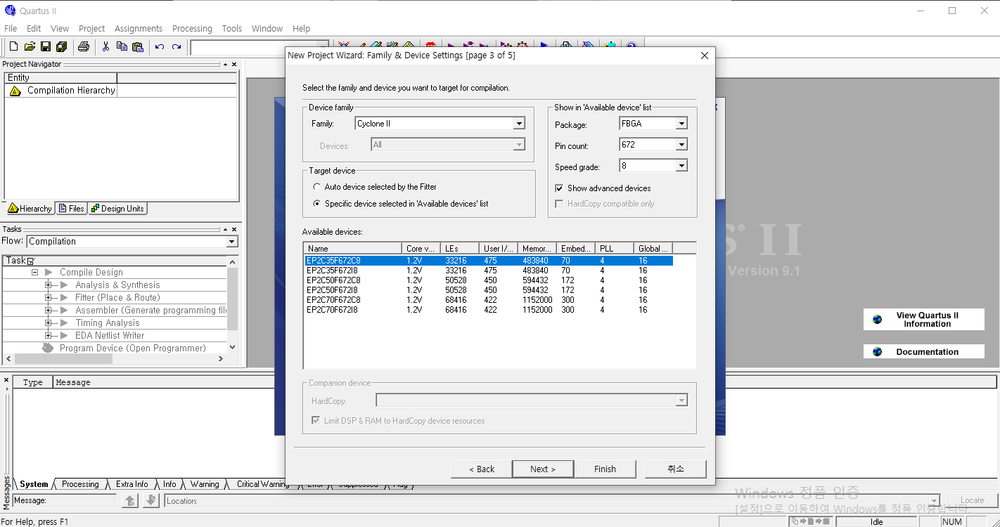 Quartus II
File Edit View Project Assignments Processing Tools Window Help
Project Navigator
Entity
Compilation Hierarchy
Hierarchy Files Design Units
Tasks
Flow: Compilation
Task
Compile Design
Analysis & Synthesis
Fitter (Place & Route)
Assembler (Generate programming fil
Timing Analysis
EDA Netlist Writer
Program Device (Open Programmer)
New Project Wizard: Family & Device Settings [page 3 of 5]
Select the family and device you want to target for compilation.
Device family
Family: Cyclone II
Devices: All
Target device
Auto device selected by the Fitter
Specific device selected in 'Available devices' list
Show in 'Available device' list
Package: FBGA
Pin count: 672
Speed grade: 8
Show advanced devices
HardCopy compatible only
Available devices:
Name Core v... LEs User I/... Memor... Embed... PLL Global ...
EP2C35F672C8 1.2V 33216 475 483840 70 4 16
EP2C35F672I8 1.2V 33216 475 483840 70 4 16
EP2C50F672C8 1.2V 50528 450 594432 172 4 16
EP2C50F672I8 1.2V 50528 450 594432 172 4 16
EP2C70F672C8 1.2V 68416 422 1152000 300 4 16
EP2C70F672I8 1.2V 68416 422 1152000 300 4 16
Companion device
HardCopy:
Limit DSP & RAM to HardCopy device resources
< Back Next > Finish 취소
S® II
Version 9.1
View Quartus II
Information
Documentation
Type Message
Messages
System Processing Extra Info Info Warning Critical Warning
Message: Location: Locate
Windows 정품 인증
[설정]으로 이동하여 Windows를 정품 인증합니다.
For Help, press F1 Idle NUM